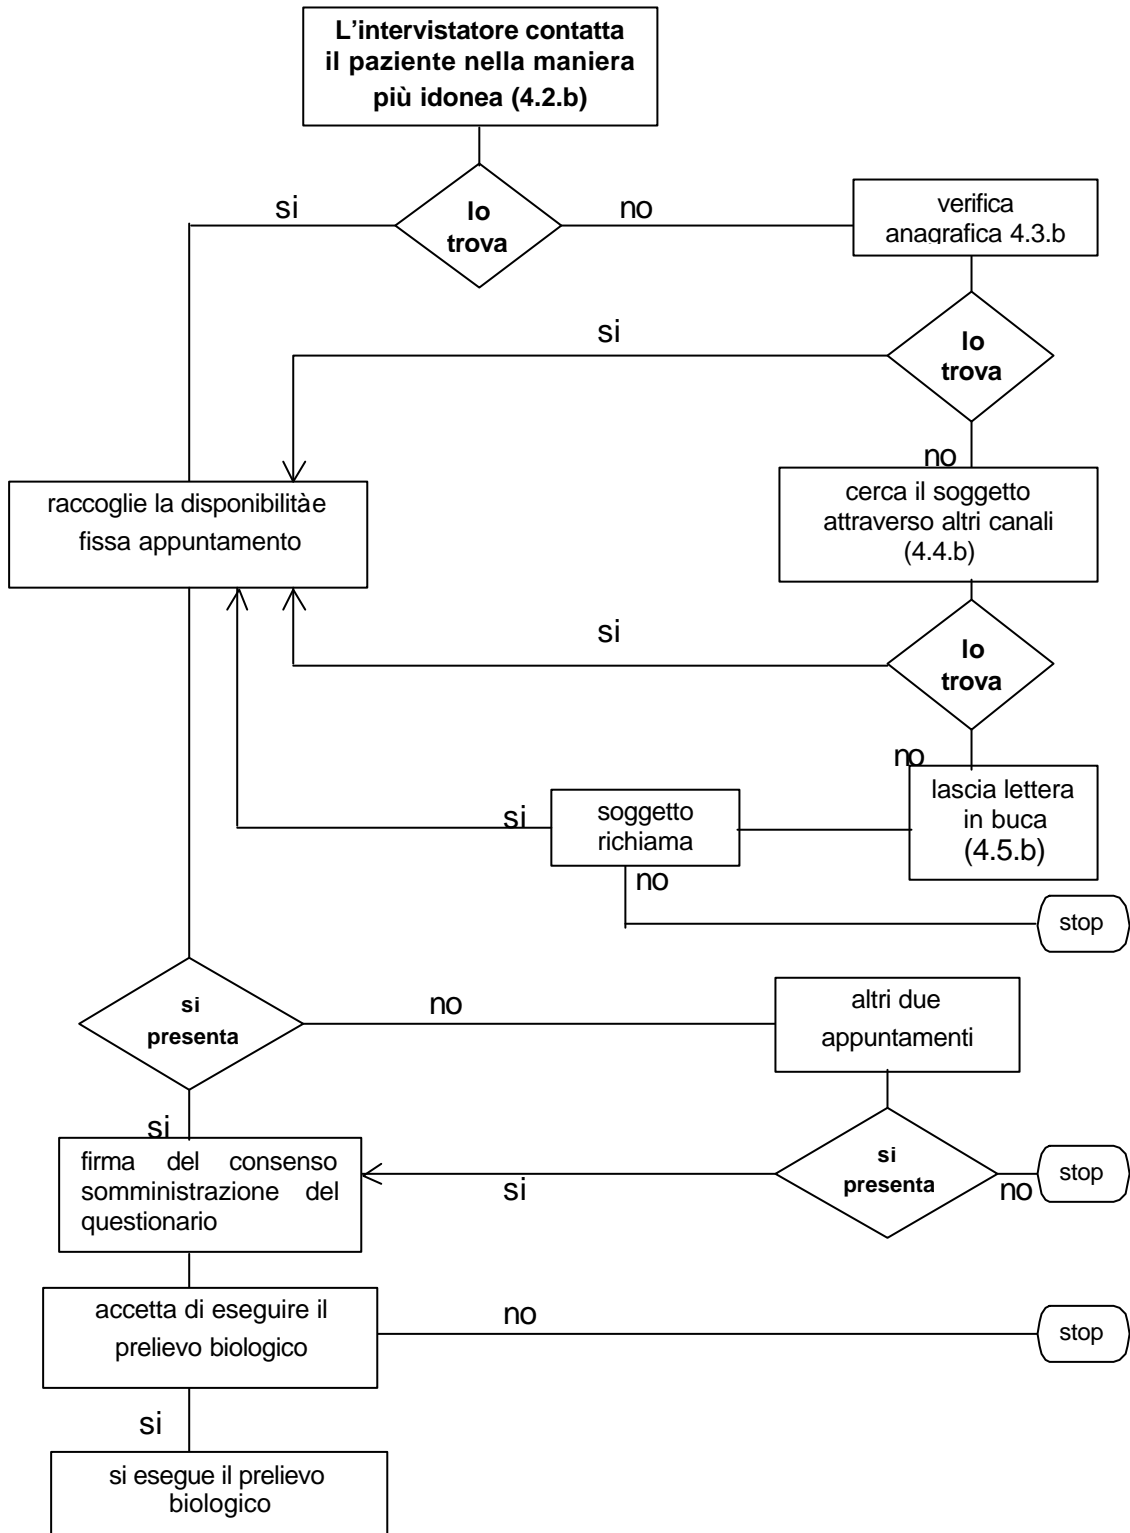 L'intervistatore contatta
il paziente nella maniera
più idonea (4.2.b)
si
lo
trova
no
verifica
anagrafica 4.3.b
si
lo
trova
no
raccoglie la disponibilità e
fissa appuntamento
cerca il soggetto
attraverso altri canali
(4.4.b)
si
lo
trova
no
lascia lettera
in buca
(4.5.b)
soggetto
richiama
si
no
stop
si
presenta
no
altri due
appuntamenti
si
firma del consenso
somministrazione del
questionario
si
si
presenta
no
stop
accetta di eseguire il
prelievo biologico
no
stop
si
si esegue il prelievo
biologico